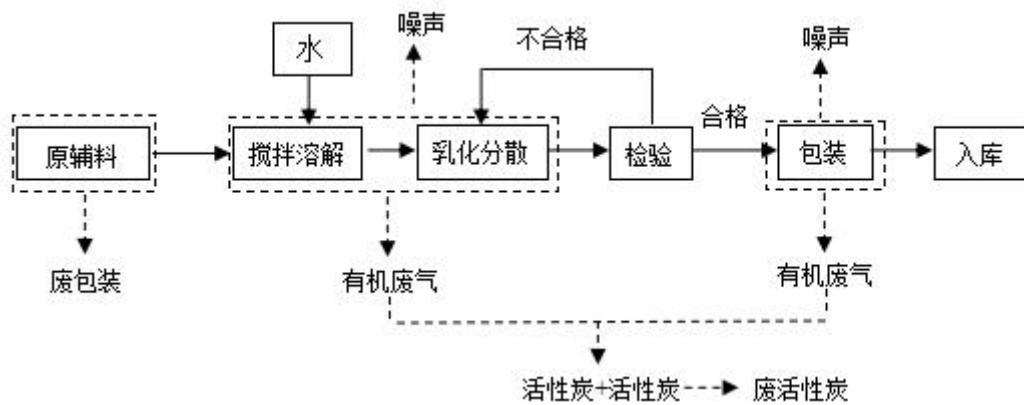 噪声
噪声
水
不合格
合格
原辅料
搅拌溶解
乳化分散
检验
包装
入库
废包装
有机废气
有机废气
活性炭+活性炭
废活性炭